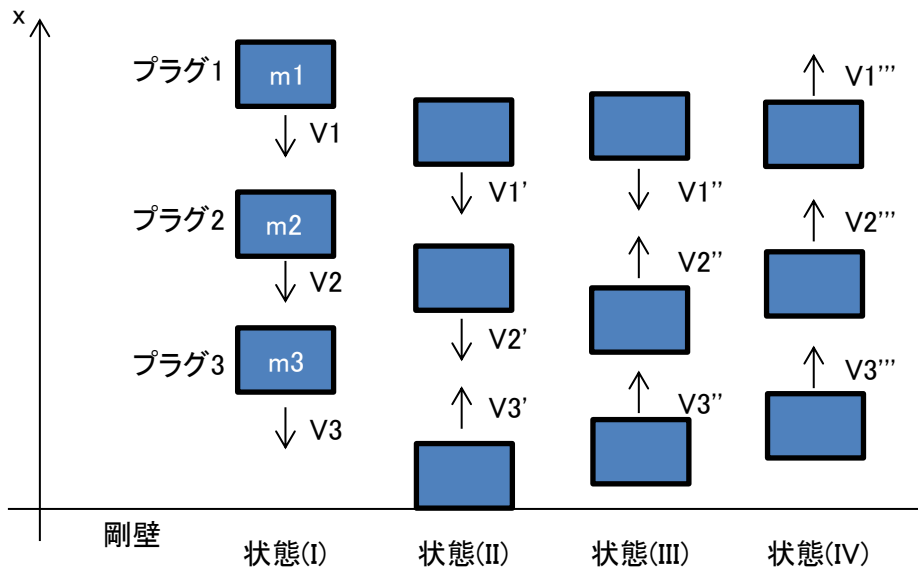 x
プラグ1
m1
V1
プラグ2
m2
V2
プラグ3
m3
V3
V1'
V2'
V3'
V1''
V2''
V3''
V1'''
V2'''
V3'''
剛壁
状態(I)
状態(II)
状態(III)
状態(IV)